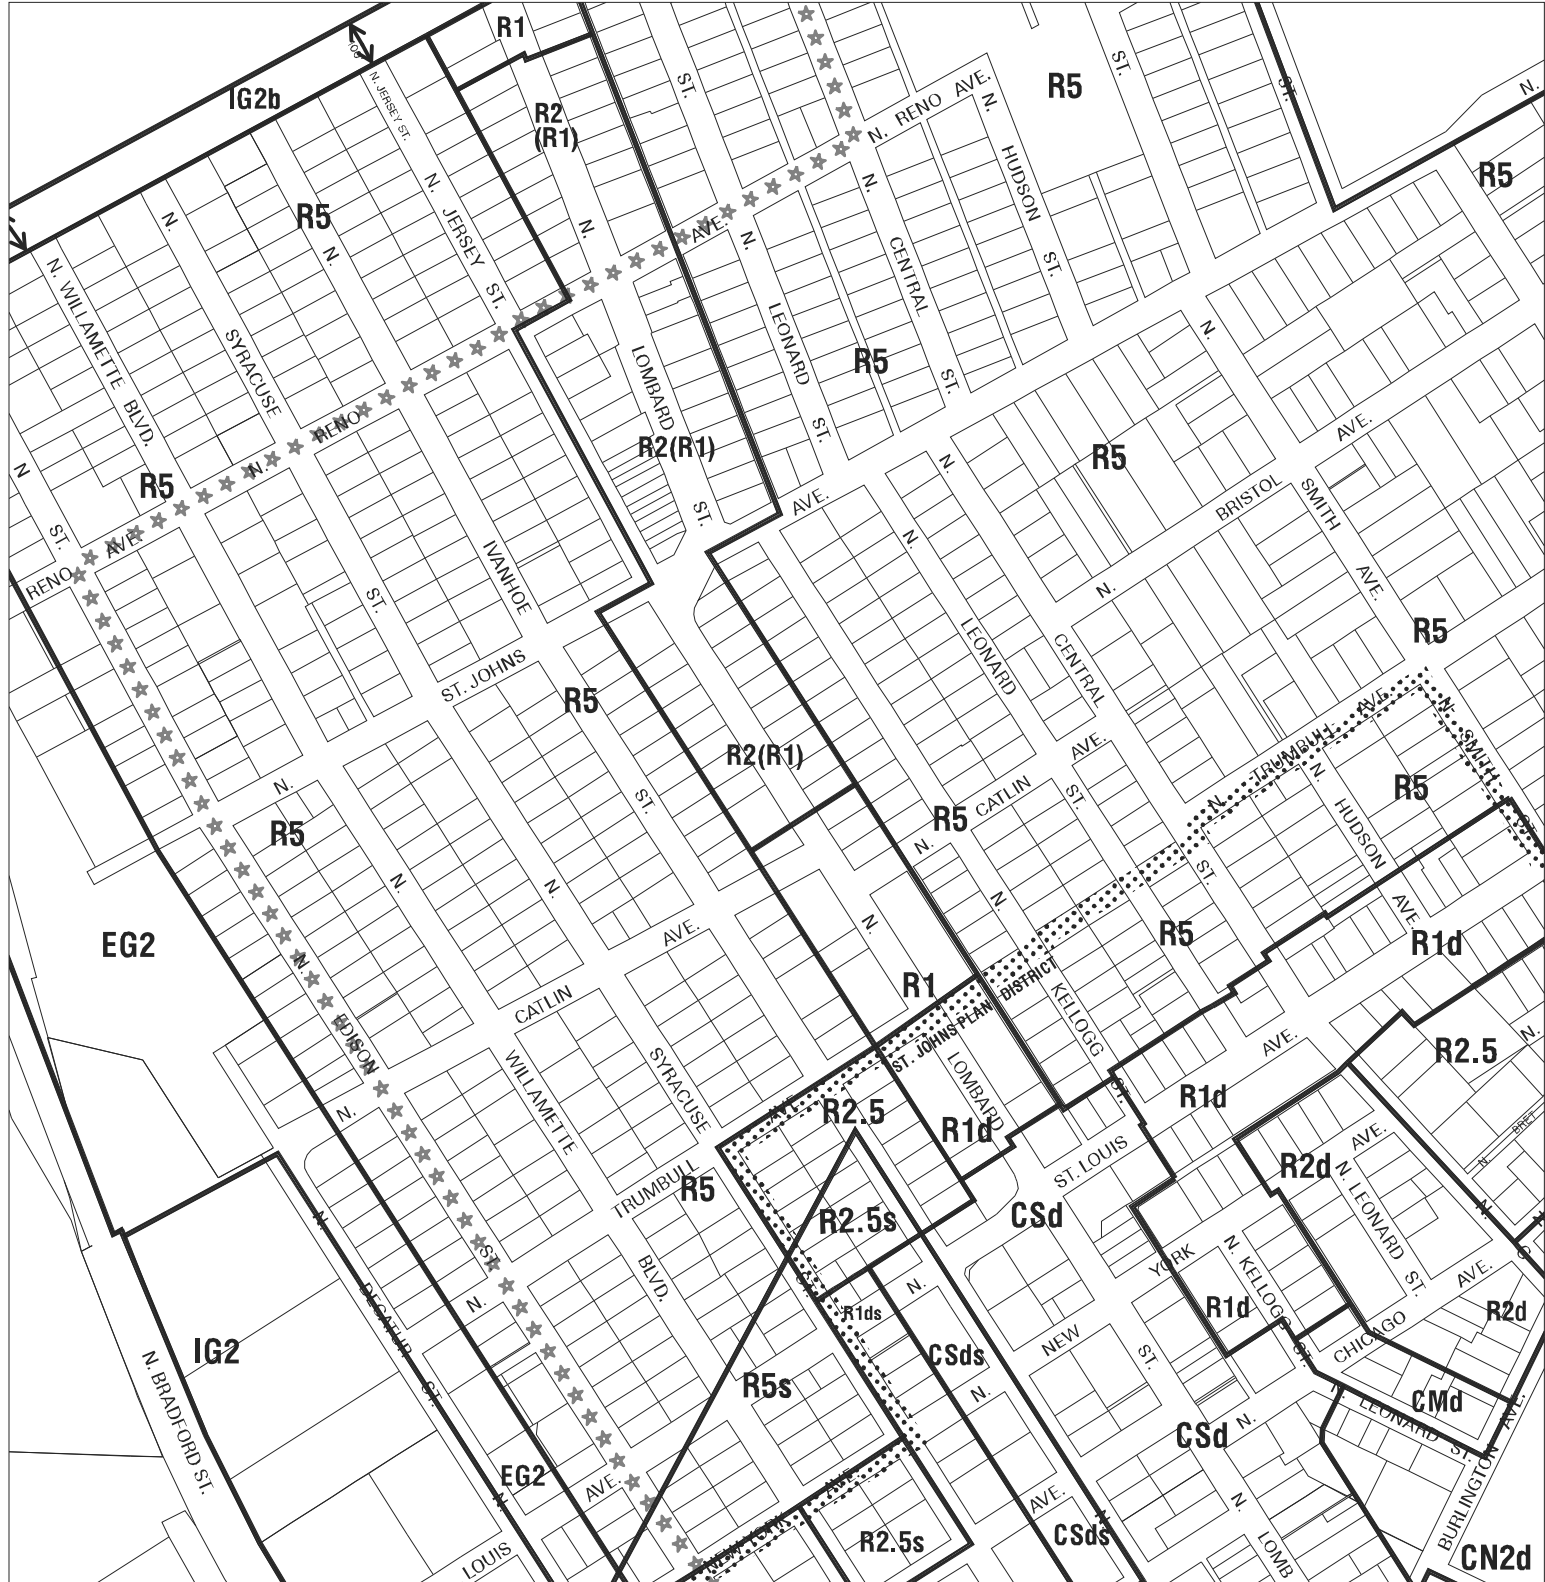 R1
ST.
ST.
ST.
N.
IG2b
N. JERSEY ST.
R2
(R1)
N. RENO AVE.
N.
R5
R5
N.
R5
N.
N. JERSEY ST.
N.
N.
AVE.
N.
HUDSON
ST.
N. WILLAMETTE BLVD.
SYRACUSE
LEONARD
ST.
CENTRAL
ST.
R5
N.
LOMBARD
ST.
R2(R1)
RENO
N.
R5
N
ST.
AVE.
RENO
R5
N.
AVE.
BRISTOL
N.
SMITH
AVE.
AVE.
N.
IVANHOE
ST.
ST. JOHNS
N.
R5
LEONARD
CENTRAL
R5
R2(R1)
AVE.
ST.
CATLIN
N.
R5
N. TRUMBULL AVE.
N. SMITH
ST.
N
HUDSON
AVE.
R5
ST.
R5
EG2
N.
N.
AVE.
CATLIN
N
R1
N.
KELLOGG
ST.
R5
R1d
ST. JOHNS PLAN DISTRICT
N. EDISON
ST.
N.
WILLAMETTE
BLVD.
SYRACUSE
ST.
AVE.
R2.5
LOMBARD
R1d
R1d
AVE.
R2.5
N.
ST. LOUIS
TRUMBULL
R5
R2.5s
CSd
R2d
AVE.
N LEONARD ST.
N
BRET
N.
N.
DECATUR
ST.
N.
IG2
N. BRADFORD ST.
R1ds
N.
CSds
NEW
YORK
N. KELLOGG
ST.
R1d
CHICAGO
AVE.
R2d
R5s
N.
ST.
CSd
N.
CMd
N. LEONARD ST.
BURLINGTON AVE.
EG2
AVE.
N.
LOUIS
NEW YORK
AVE.
R2.5s
AVE.
CSds
N.
N.
LOMB
CN2d